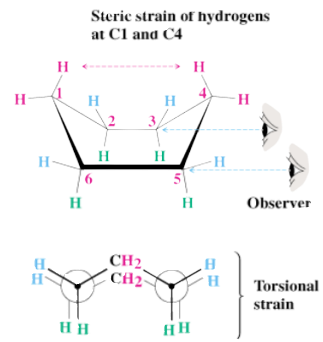 Steric strain of hydrogens
at C1 and C4
H H
H 1 H H 4 H
2 3
H H H H
6 5
H H Observer
H CH2 H
H CH2 H
Torsional
strain
H H H H